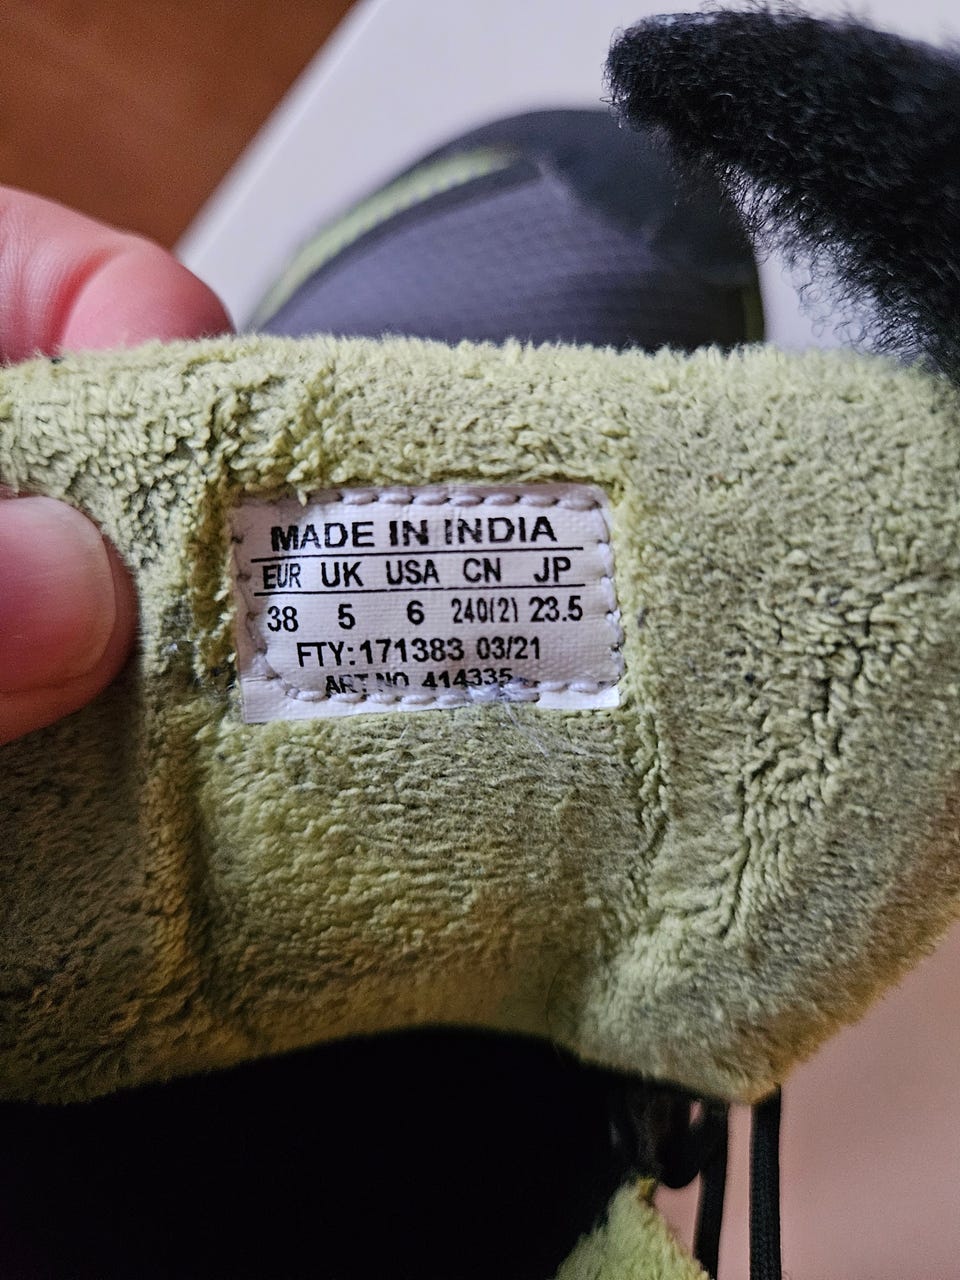 MADE IN INDIA
EUR UK USA CN JP
38 5 6 240(2) 23.5
FTY: 171383 03/21
ART NO. 414335